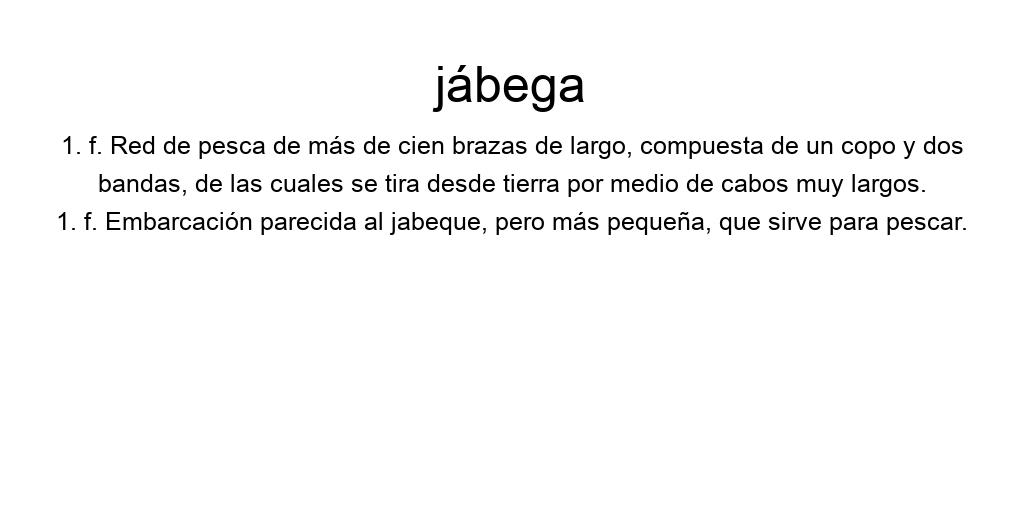 jábega
1. f. Red de pesca de más de cien brazas de largo, compuesta de un copo y dos
bandas, de las cuales se tira desde tierra por medio de cabos muy largos.
1. f. Embarcación parecida al jabeque, pero más pequeña, que sirve para pescar.